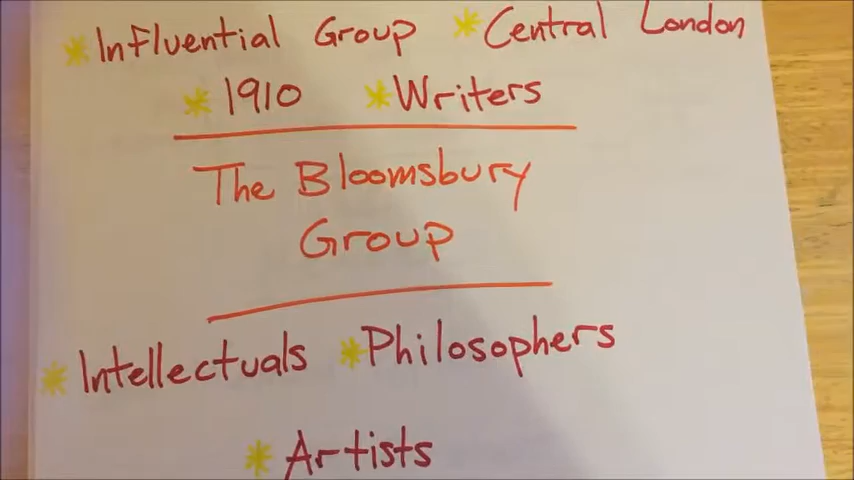 * Influential Group * Central London
* 1910 * Writers
The Bloomsbury
Group
* Intellectuals * Philosophers
* Artists